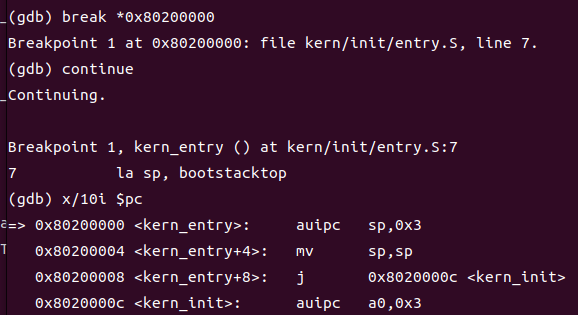 (gdb) break *0x80200000
Breakpoint 1 at 0x80200000: file kern/init/entry.S, line 7.
(gdb) continue
Continuing.

Breakpoint 1, kern_entry () at kern/init/entry.S:7
7           la sp, bootstacktop
(gdb) x/10i $pc
=> 0x80200000 <kern_entry>:     auipc   sp,0x3
   0x80200004 <kern_entry+4>:   mv      sp,sp
   0x80200008 <kern_entry+8>:   j       0x8020000c <kern_init>
   0x8020000c <kern_init>:      auipc   a0,0x3